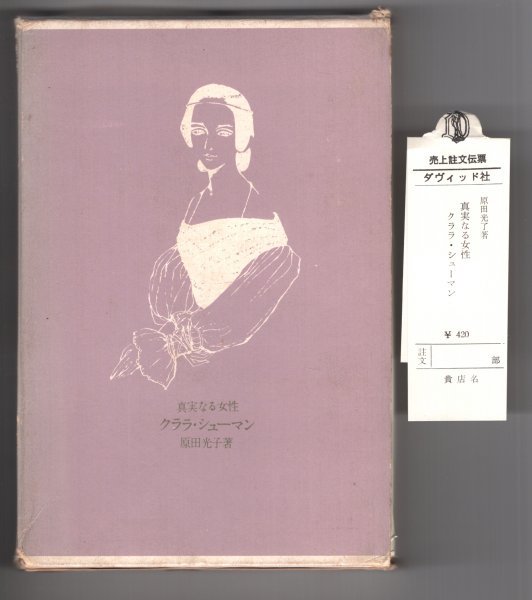 真実なる女性
クララ・シューマン
原田光子著
売上註文伝票
ダヴィッド社
原田光子著
真実なる女性
クララ・シューマン
¥ 420
註文
部
貴店名